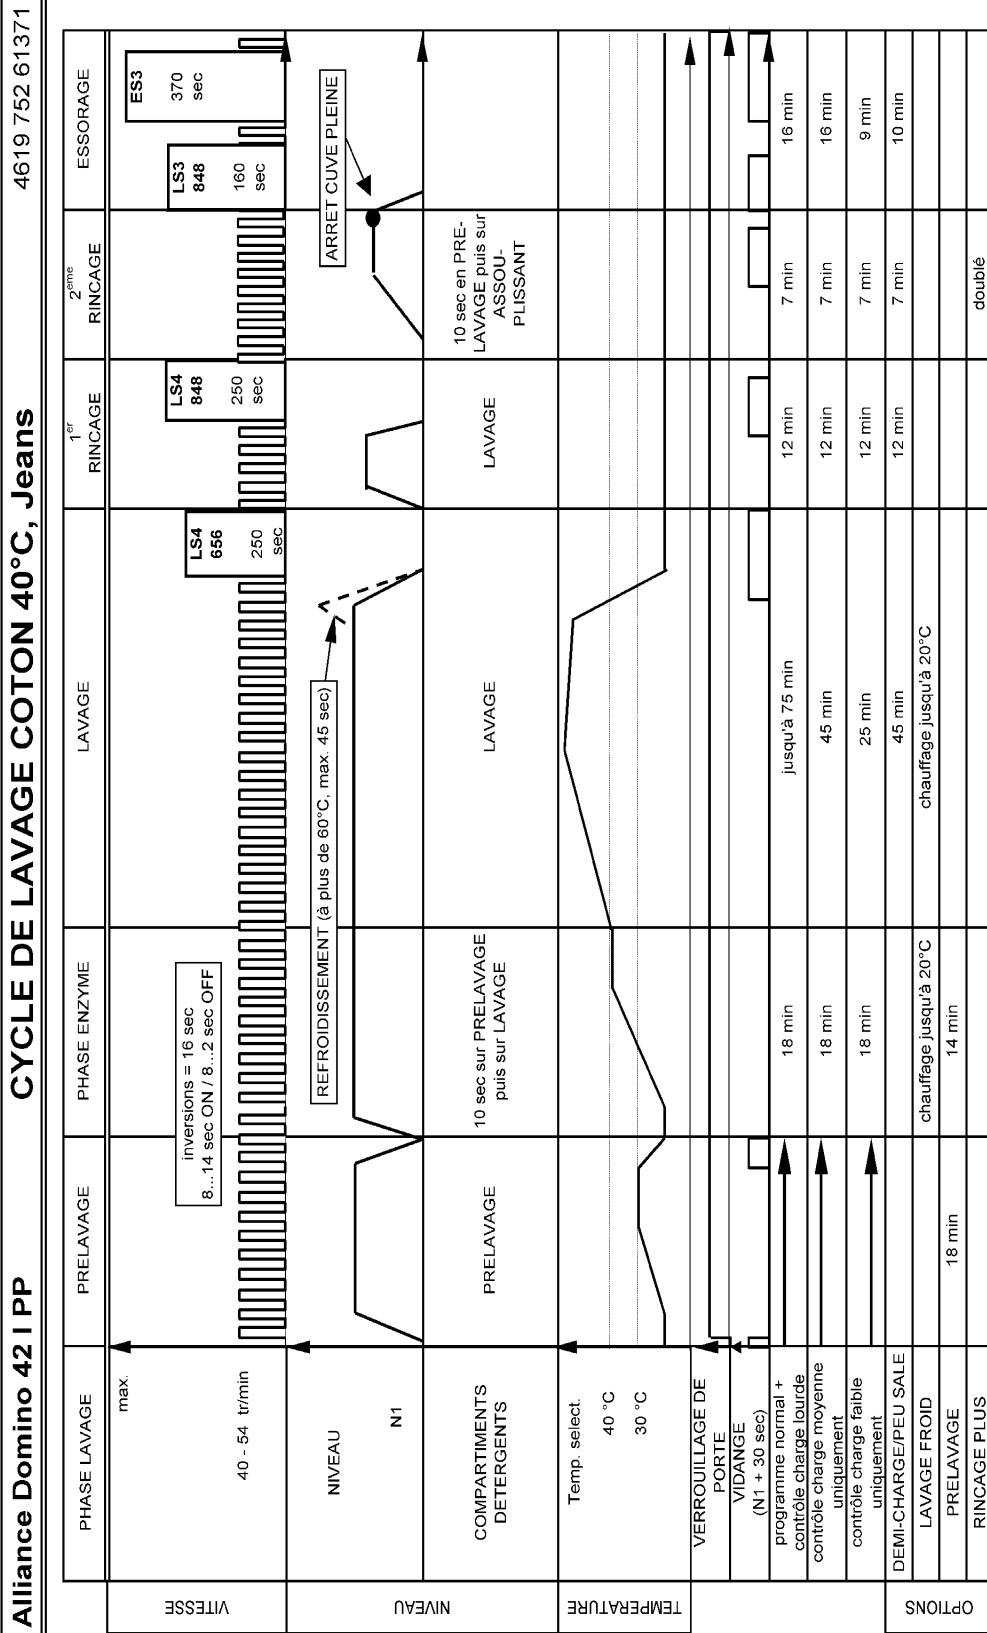 Alliance Domino 42 I PP CYCLE DE LAVAGE COTON 40°C, Jeans 4619 752 61371
PHASE LAVAGE PRELAVAGE PHASE ENZYME LAVAGE 1er RINCAGE 2eme RINCAGE ESSORAGE
VITESSE
max.
40 - 54 tr/min
inversions = 16 sec
8...14 sec ON / 8...2 sec OFF
LS4
656
250
sec
LS4
848
250
sec
LS3
848
160
sec
ES3
370
sec
NIVEAU
NIVEAU
N1
REFROIDISSEMENT (à plus de 60°C, max. 45 sec)
ARRET CUVE PLEINE
COMPARTIMENTS
DETERGENTS
PRELAVAGE
10 sec sur PRELAVAGE
puis sur LAVAGE
LAVAGE
LAVAGE
10 sec en PRE-
LAVAGE puis sur
ASSOU-
PLISSANT
TEMPERATURE
Temp. select.
40 °C
30 °C
VERROUILLAGE DE
PORTE
VIDANGE
(N1 + 30 sec)
programme normal +
contrôle charge lourde
18 min jusqu'à 75 min 12 min 7 min 16 min
contrôle charge moyenne
uniquement
18 min 45 min 12 min 7 min 16 min
contrôle charge faible
uniquement
18 min 25 min 12 min 7 min 9 min
OPTIONS
DEMI-CHARGE/PEU SALE 45 min 12 min 7 min 10 min
LAVAGE FROID chauffage jusqu'à 20°C chauffage jusqu'à 20°C
PRELAVAGE 18 min 14 min
RINCAGE PLUS doublé